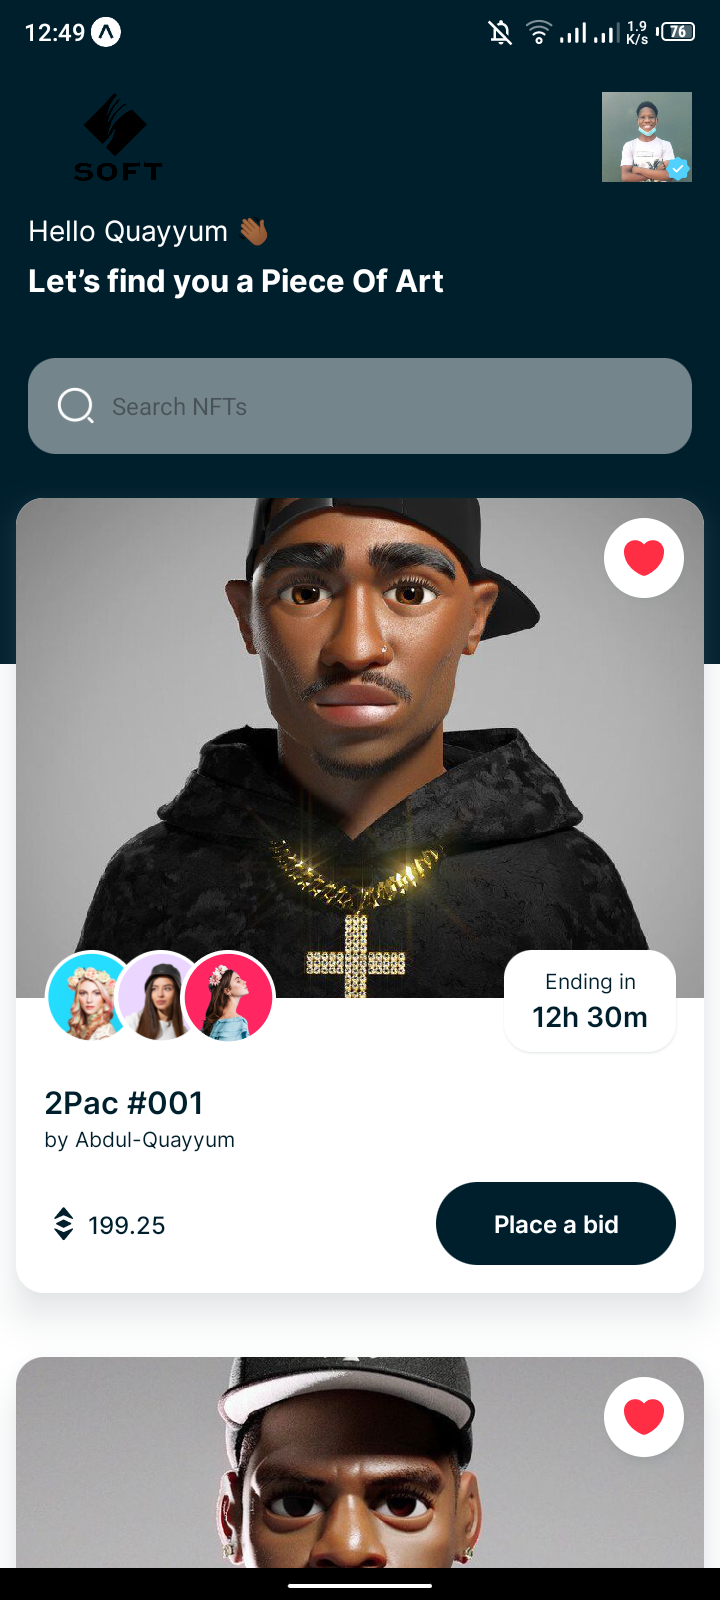 12:49
1.9
K/s
76
SOFT
Hello Quayyum 👋🏾
Let’s find you a Piece Of Art
Search NFTs
Ending in
12h 30m
2Pac #001
by Abdul-Quayyum
199.25
Place a bid